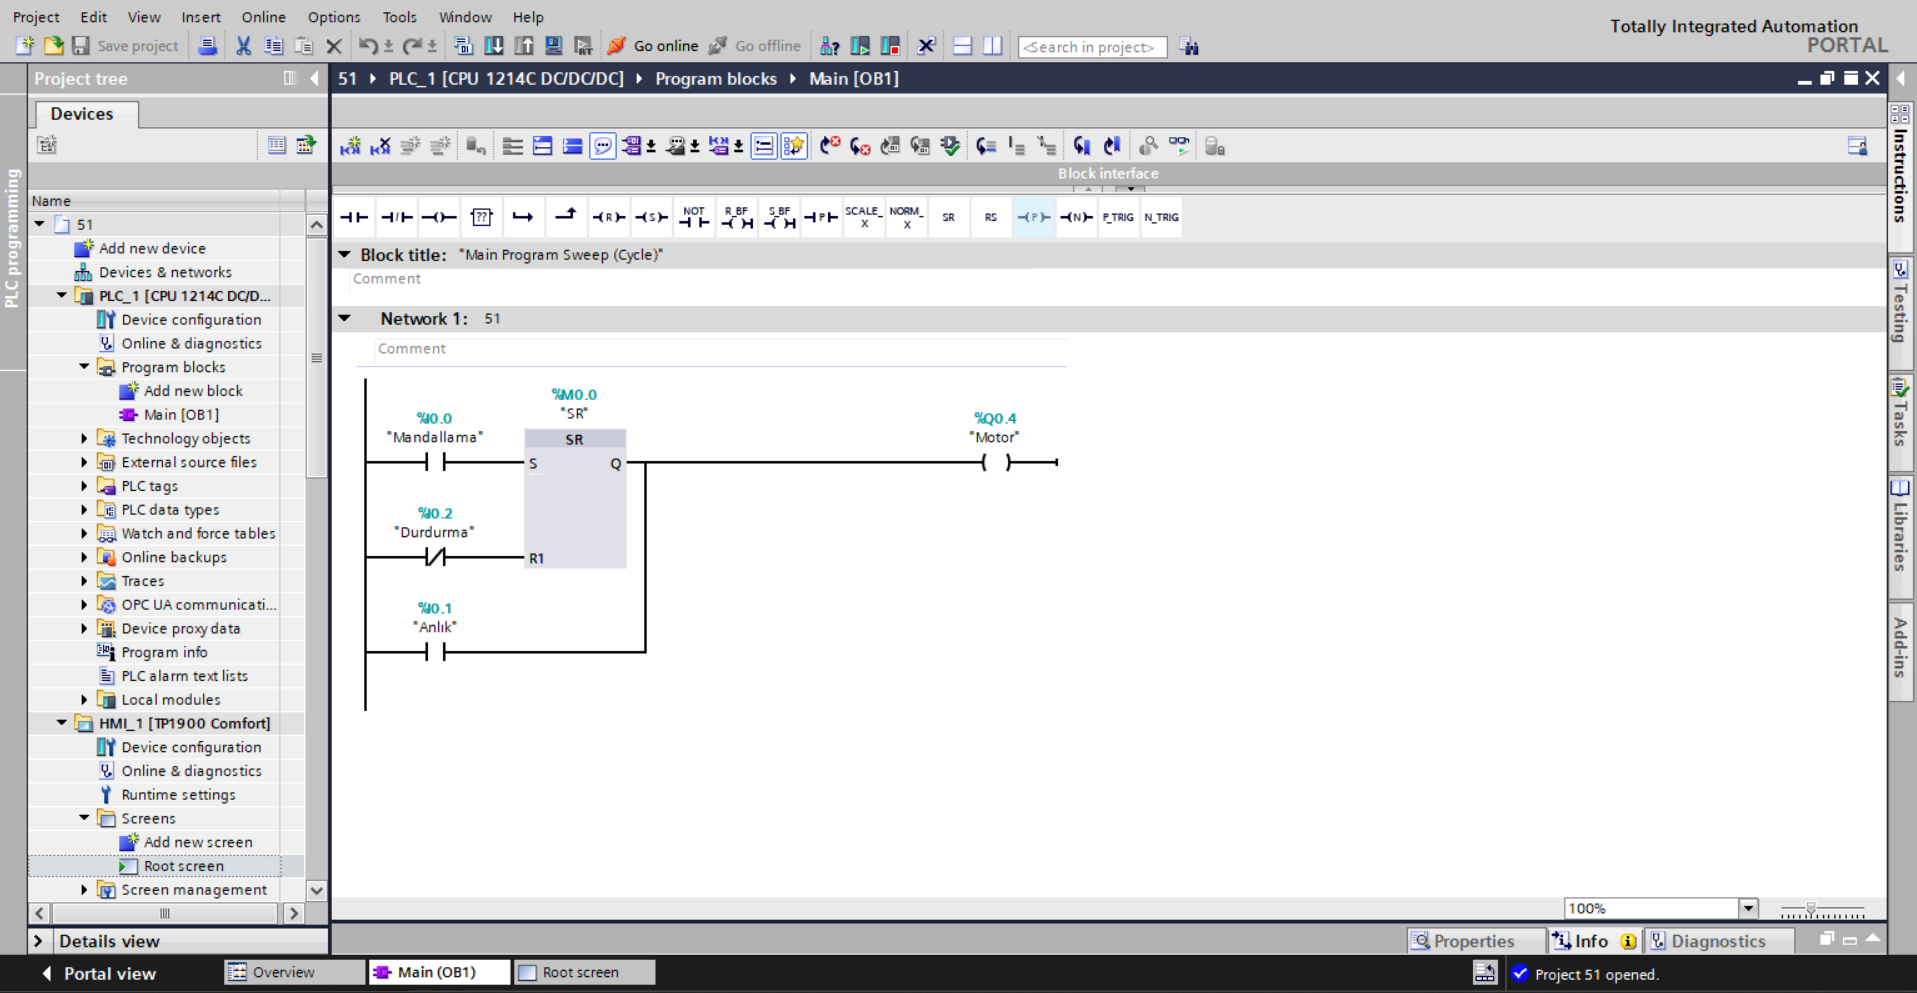 Project Edit View Insert Online Options Tools Window Help
Totally Integrated Automation
PORTAL
Save project
Go online
Go offline
<Search in project>
Project tree
51 PLC_1 [CPU 1214C DC/DC/DC] Program blocks Main [OB1]
Devices
PLC programming
Block interface
Name
51
Add new device
Devices & networks
PLC_1 [CPU 1214C DC/D...
Device configuration
Online & diagnostics
Program blocks
Add new block
Main [OB1]
Technology objects
External source files
PLC tags
PLC data types
Watch and force tables
Online backups
Traces
OPC UA communicati...
Device proxy data
Program info
PLC alarm text lists
Local modules
HMI_1 [TP1900 Comfort]
Device configuration
Online & diagnostics
Runtime settings
Screens
Add new screen
Root screen
Screen management
Details view
?? R S NOT R_BF S_BF P SCALE_X NORM_X SR RS P N P_TRIG N_TRIG
Block title: "Main Program Sweep (Cycle)"
Comment
Network 1: 51
Comment
%M0.0
"SR"
%I0.0
"Mandallama"
SR
S Q
%Q0.4
"Motor"
%I0.2
"Durdurma"
R1
%I0.1
"Anlık"
100%
Instructions
Testing
Tasks
Libraries
Add-ins
Properties Info Diagnostics
Portal view
Overview
Main (OB1)
Root screen
Project 51 opened.